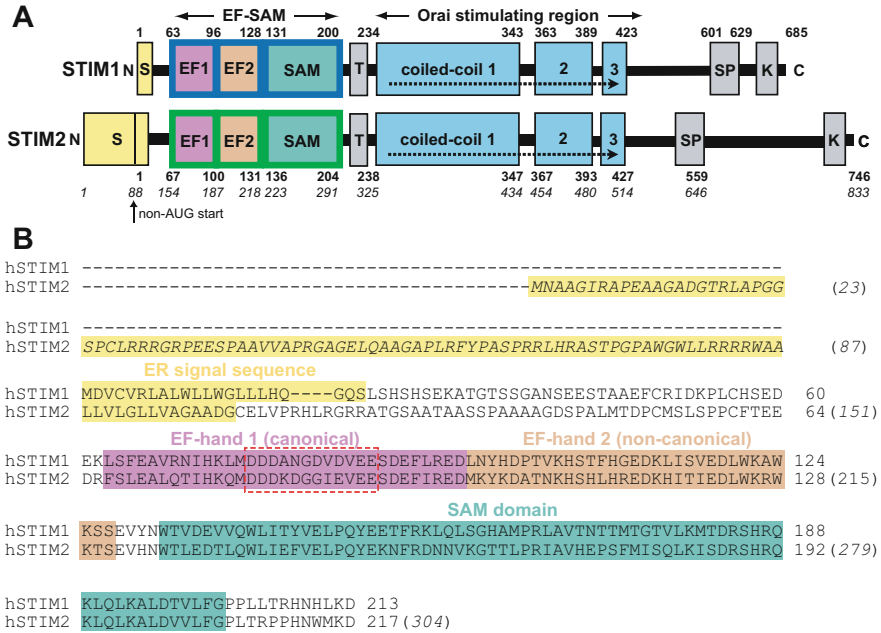 A
EF-SAM
Orai stimulating region
1 63 96 128 131 200 234 343 363 389 423 601 629 685
STIM1 N S EF1 EF2 SAM T coiled-coil 1 2 3 SP K C
STIM2 N S EF1 EF2 SAM T coiled-coil 1 2 3 SP K C
1 67 100 131 136 204 238 347 367 393 427 559 746
1 88 154 187 218 223 291 325 434 454 480 514 646 833
non-AUG start
B
hSTIM1 ----------------------------------------------------------------
hSTIM2 -----------------------------------------MNAAGIRAPEAAGADGTRLAPGG (23)
hSTIM1 ----------------------------------------------------------------
hSTIM2 SPCLRRRGRPEESPAAVVAPRGAGELQAAGAPLRFYPASPRRLHRASTPGPAWGWLLRRRRWAA (87)
ER signal sequence
hSTIM1 MDVCVRLALWLLWGLLLHQ----GQSLSHSHSEKATGTSSGANSEESTAAEFCRIDKPLCHSED 60
hSTIM2 LLVLGLLVAGAADGCELVPRHLRGRRATGSAATAASSPAAAAGDSPALMTDPCMSLSPPCFTEE 64 (151)
EF-hand 1 (canonical)
EF-hand 2 (non-canonical)
hSTIM1 EKLSFEAVRNIHKLMDDDANGDVDVEESDEFLREDLNYHDPTVKHSTFHGEDKLISVEDLWKAW 124
hSTIM2 DRFSLEALQTIHKQMDDDKDGGIEVEESDEFIREDMKYKDATNKHSHLHREDKHITIEDLWKRW 128 (215)
SAM domain
hSTIM1 KSSEVYNWTVDEVVQWLITYVELPQYEETFRKLQLSGHAMPRLAVTNTTMTGTVLKMTDRSHRQ 188
hSTIM2 KTSEVHNWTLEDTLQWLIEFVELPQYEKNFRDNNVKGTTLPRIAVHEPSFMISQLKISDRSHRQ 192 (279)
hSTIM1 KLQLKALDTVLFGPPLLTRHNHLKD 213
hSTIM2 KLQLKALDVVLFGPLTRPPHNWMKD 217 (304)